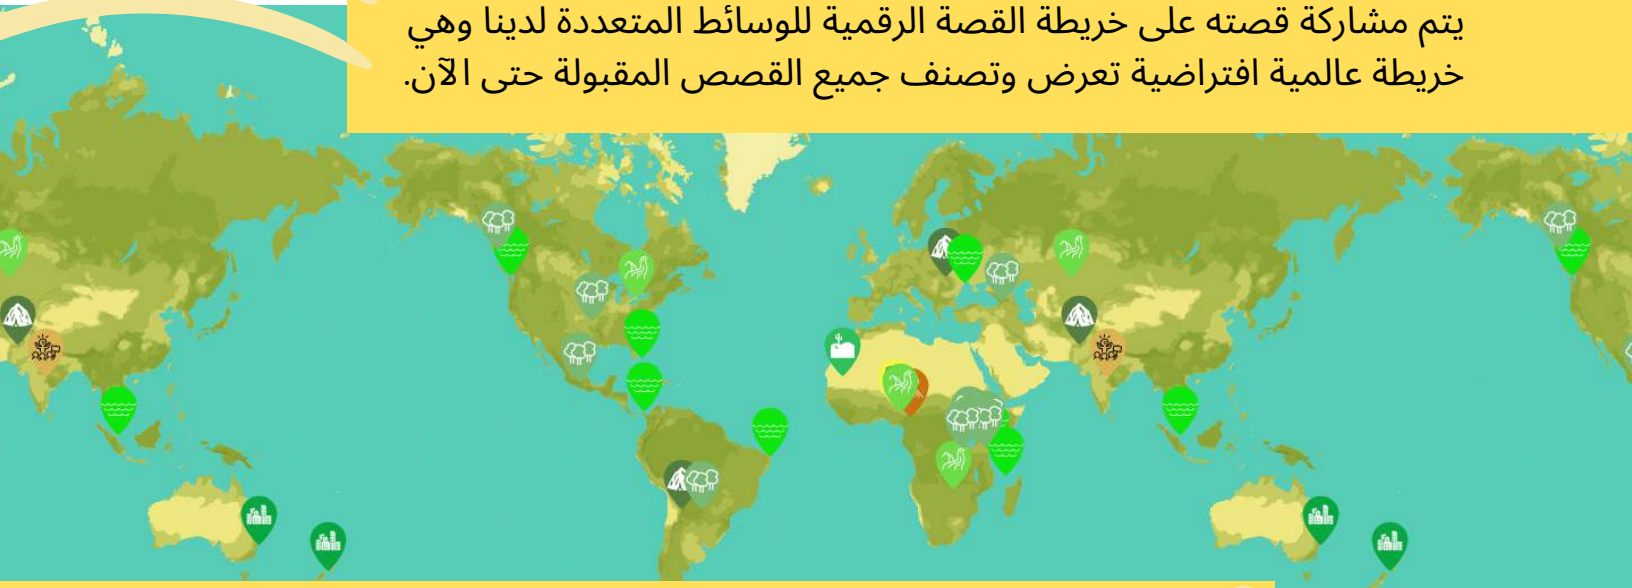 يتم مشاركة قصته على خريطة القصة الرقمية للوسائط المتعددة لدينا وهي
خريطة عالمية افتراضية تعرض وتصنف جميع القصص المقبولة حتى الآن.